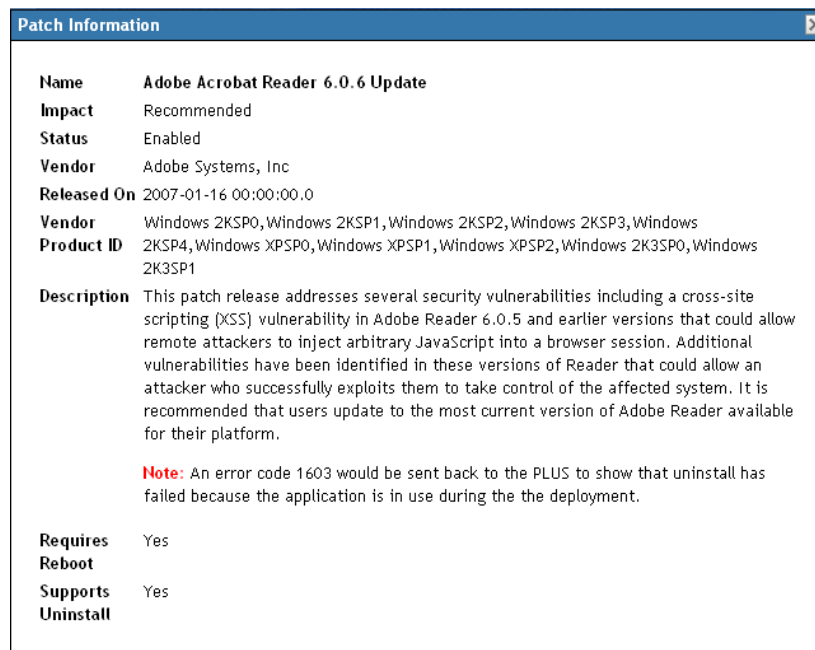 Patch Information
Name Adobe Acrobat Reader 6.0.6 Update
Impact Recommended
Status Enabled
Vendor Adobe Systems, Inc
Released On 2007-01-16 00:00:00.0
Vendor Windows 2KSP0,Windows 2KSP1,Windows 2KSP2,Windows 2KSP3,Windows
Product ID 2KSP4,Windows XPSP0,Windows XPSP1,Windows XPSP2,Windows 2K3SP0,Windows
2K3SP1
Description This patch release addresses several security vulnerabilities including a cross-site
scripting (XSS) vulnerability in Adobe Reader 6.0.5 and earlier versions that could allow
remote attackers to inject arbitrary JavaScript into a browser session. Additional
vulnerabilities have been identified in these versions of Reader that could allow an
attacker who successfully exploits them to take control of the affected system. It is
recommended that users update to the most current version of Adobe Reader available
for their platform.
Note: An error code 1603 would be sent back to the PLUS to show that uninstall has
failed because the application is in use during the the deployment.
Requires Yes
Reboot
Supports Yes
Uninstall